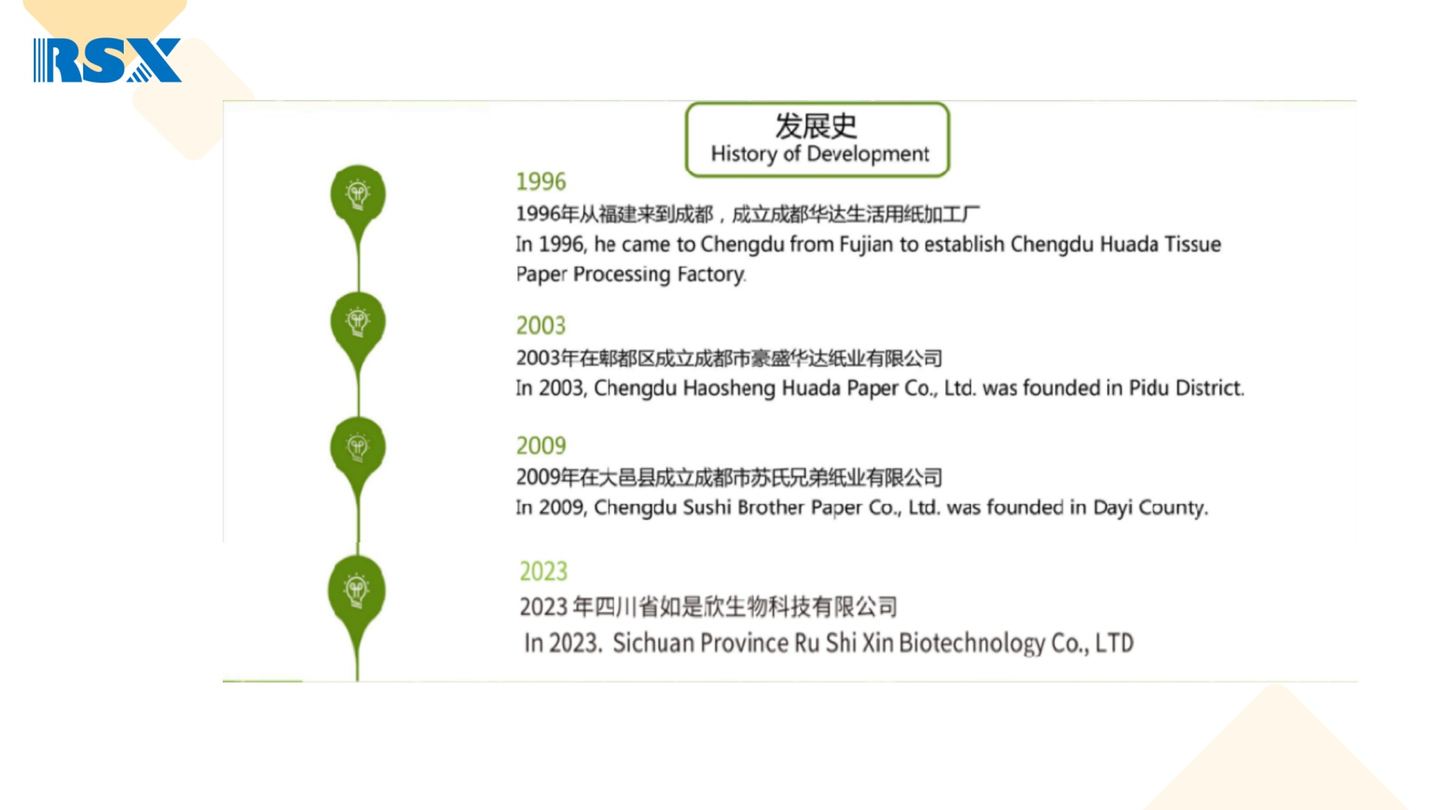 RSX
发展史
History of Development
1996
1996年从福建来到成都，成立成都华达生活用纸加工厂
In 1996, he came to Chengdu from Fujian to establish Chengdu Huada Tissue
Paper Processing Factory.
2003
2003年在郫都区成立成都市豪盛华达纸业有限公司
In 2003, Chengdu Haosheng Huada Paper Co., Ltd. was founded in Pidu District.
2009
2009年在大邑县成立成都市苏氏兄弟纸业有限公司
In 2009, Chengdu Sushi Brother Paper Co., Ltd. was founded in Dayi County.
2023
2023 年四川省如是欣生物科技有限公司
In 2023. Sichuan Province Ru Shi Xin Biotechnology Co., LTD